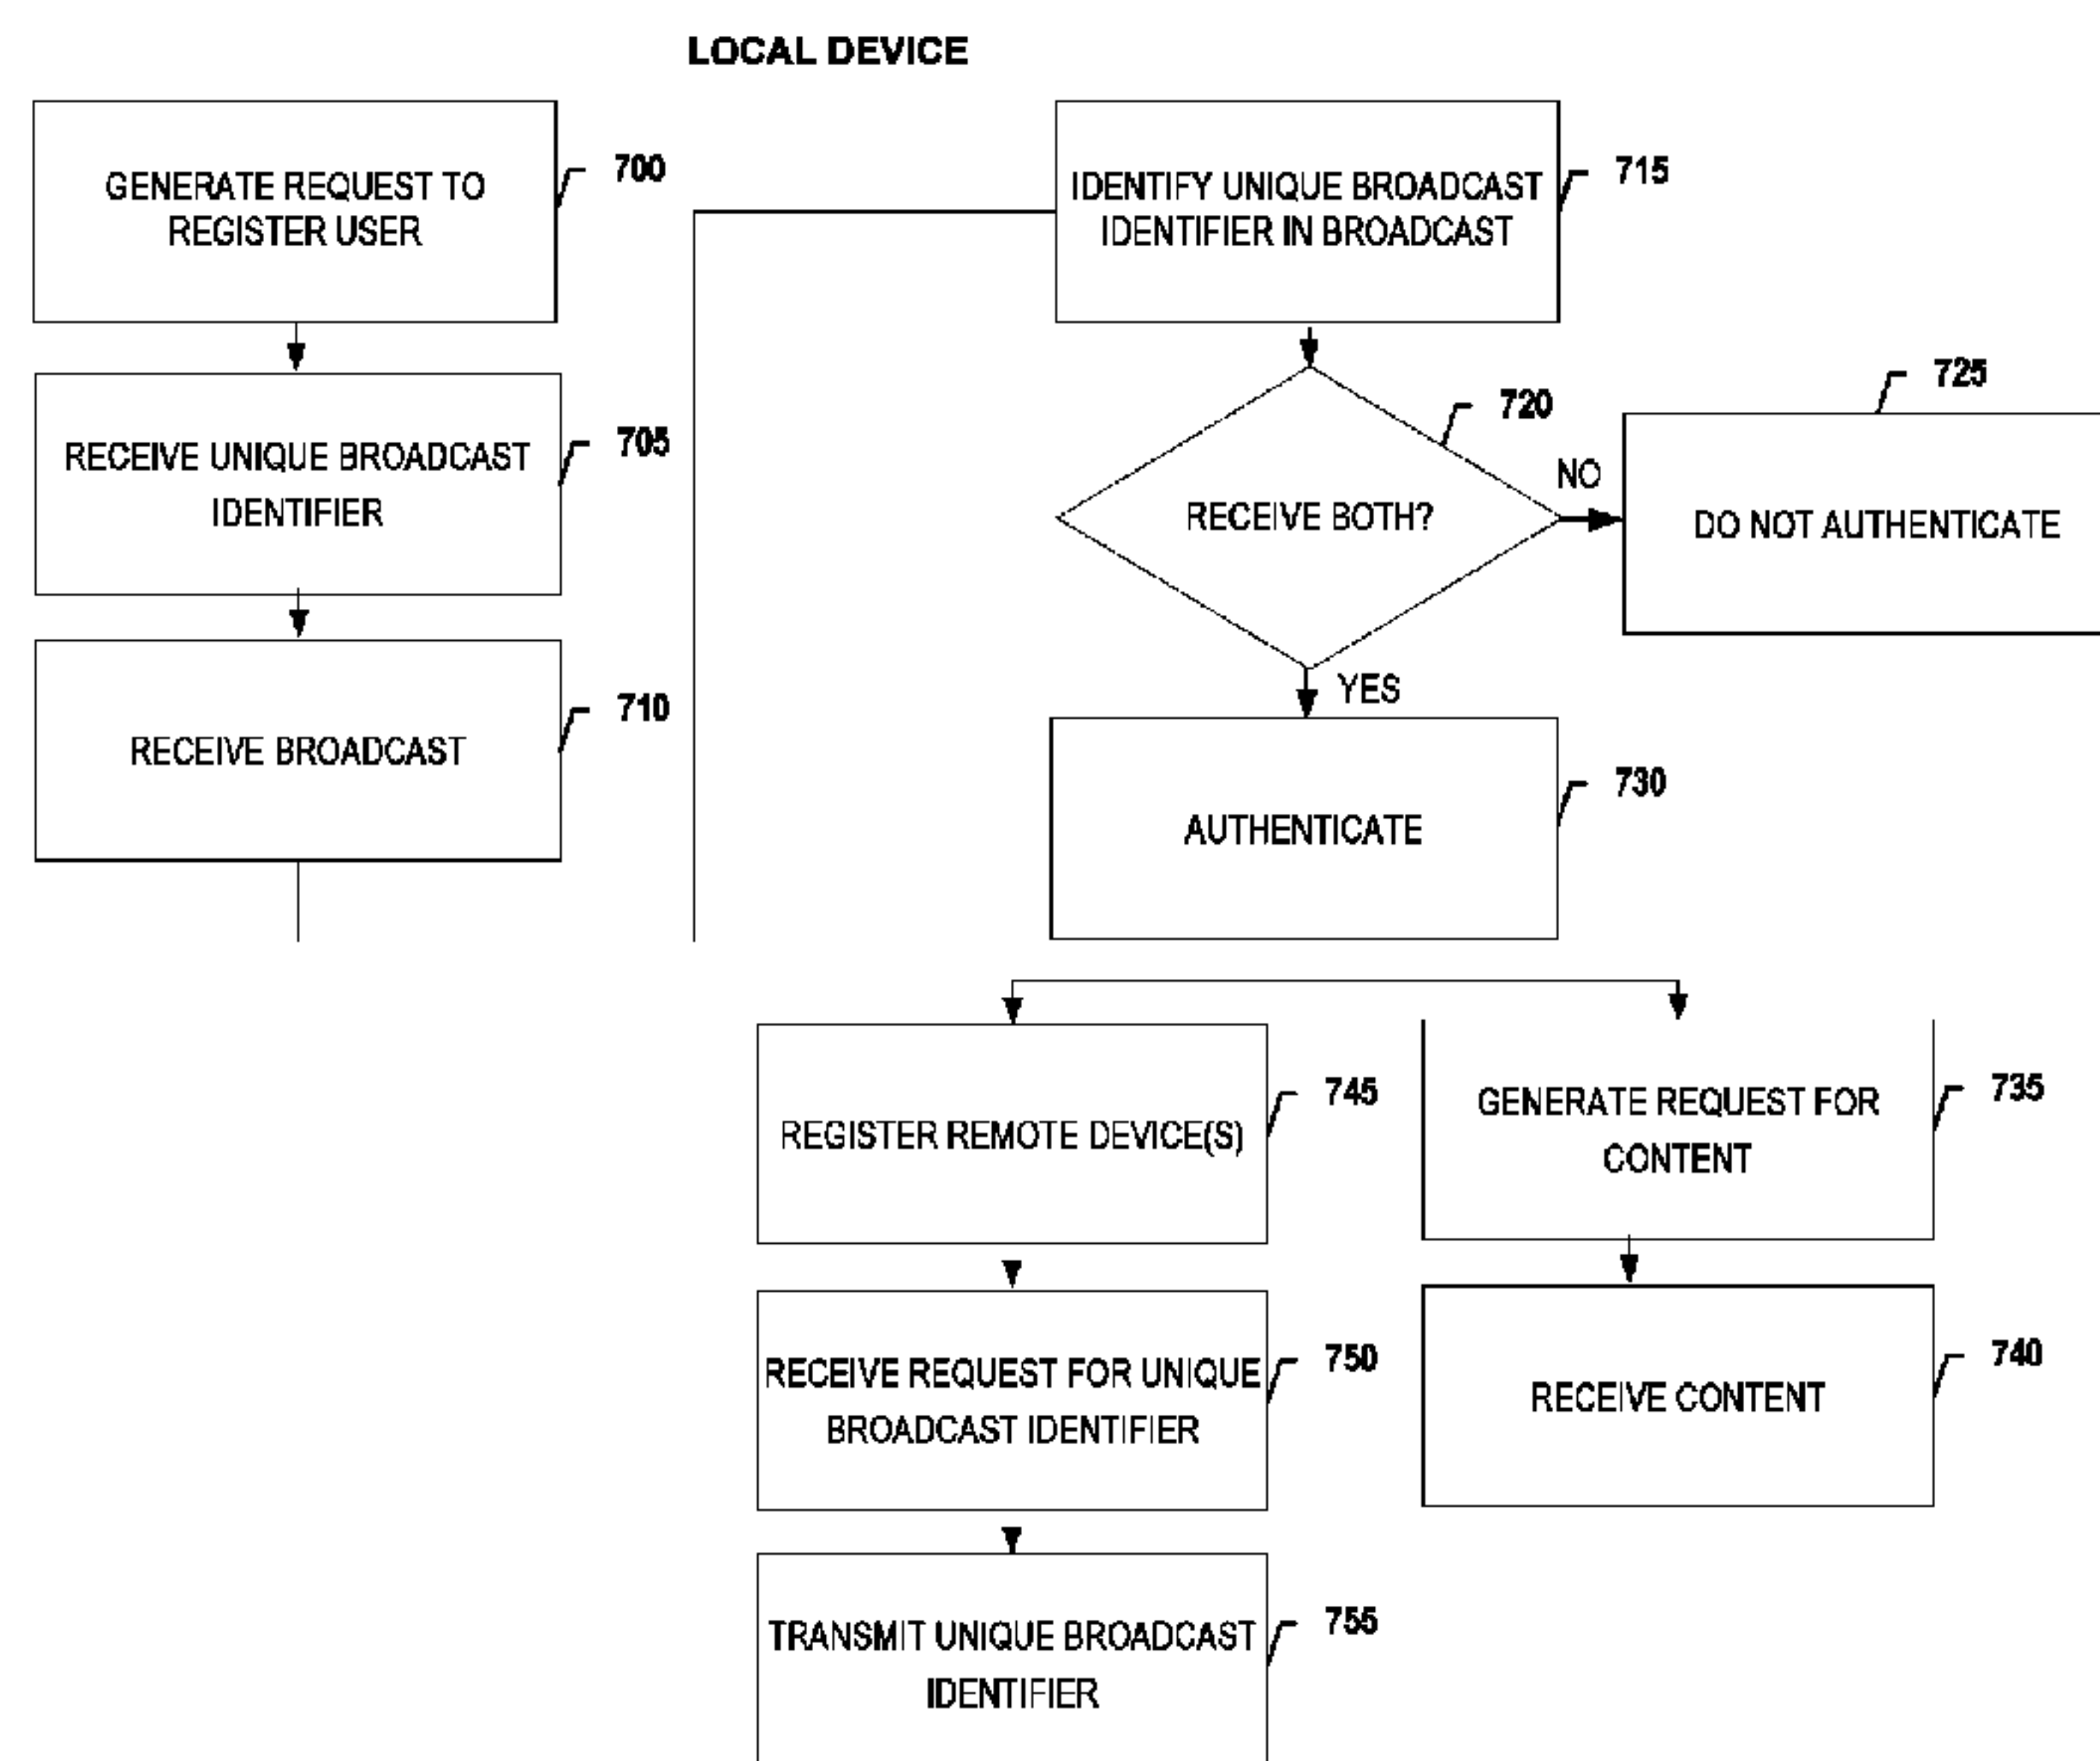 LOCAL DEVICE
GENERATE REQUEST TO
REGISTER USER
700
RECEIVE UNIQUE BROADCAST
IDENTIFIER
705
RECEIVE BROADCAST
710
IDENTIFY UNIQUE BROADCAST
IDENTIFIER IN BROADCAST
715
RECEIVE BOTH?
720
NO
DO NOT AUTHENTICATE
725
YES
AUTHENTICATE
730
REGISTER REMOTE DEVICE(S)
745
GENERATE REQUEST FOR
CONTENT
735
RECEIVE REQUEST FOR UNIQUE
BROADCAST IDENTIFIER
750
RECEIVE CONTENT
740
TRANSMIT UNIQUE BROADCAST
IDENTIFIER
755